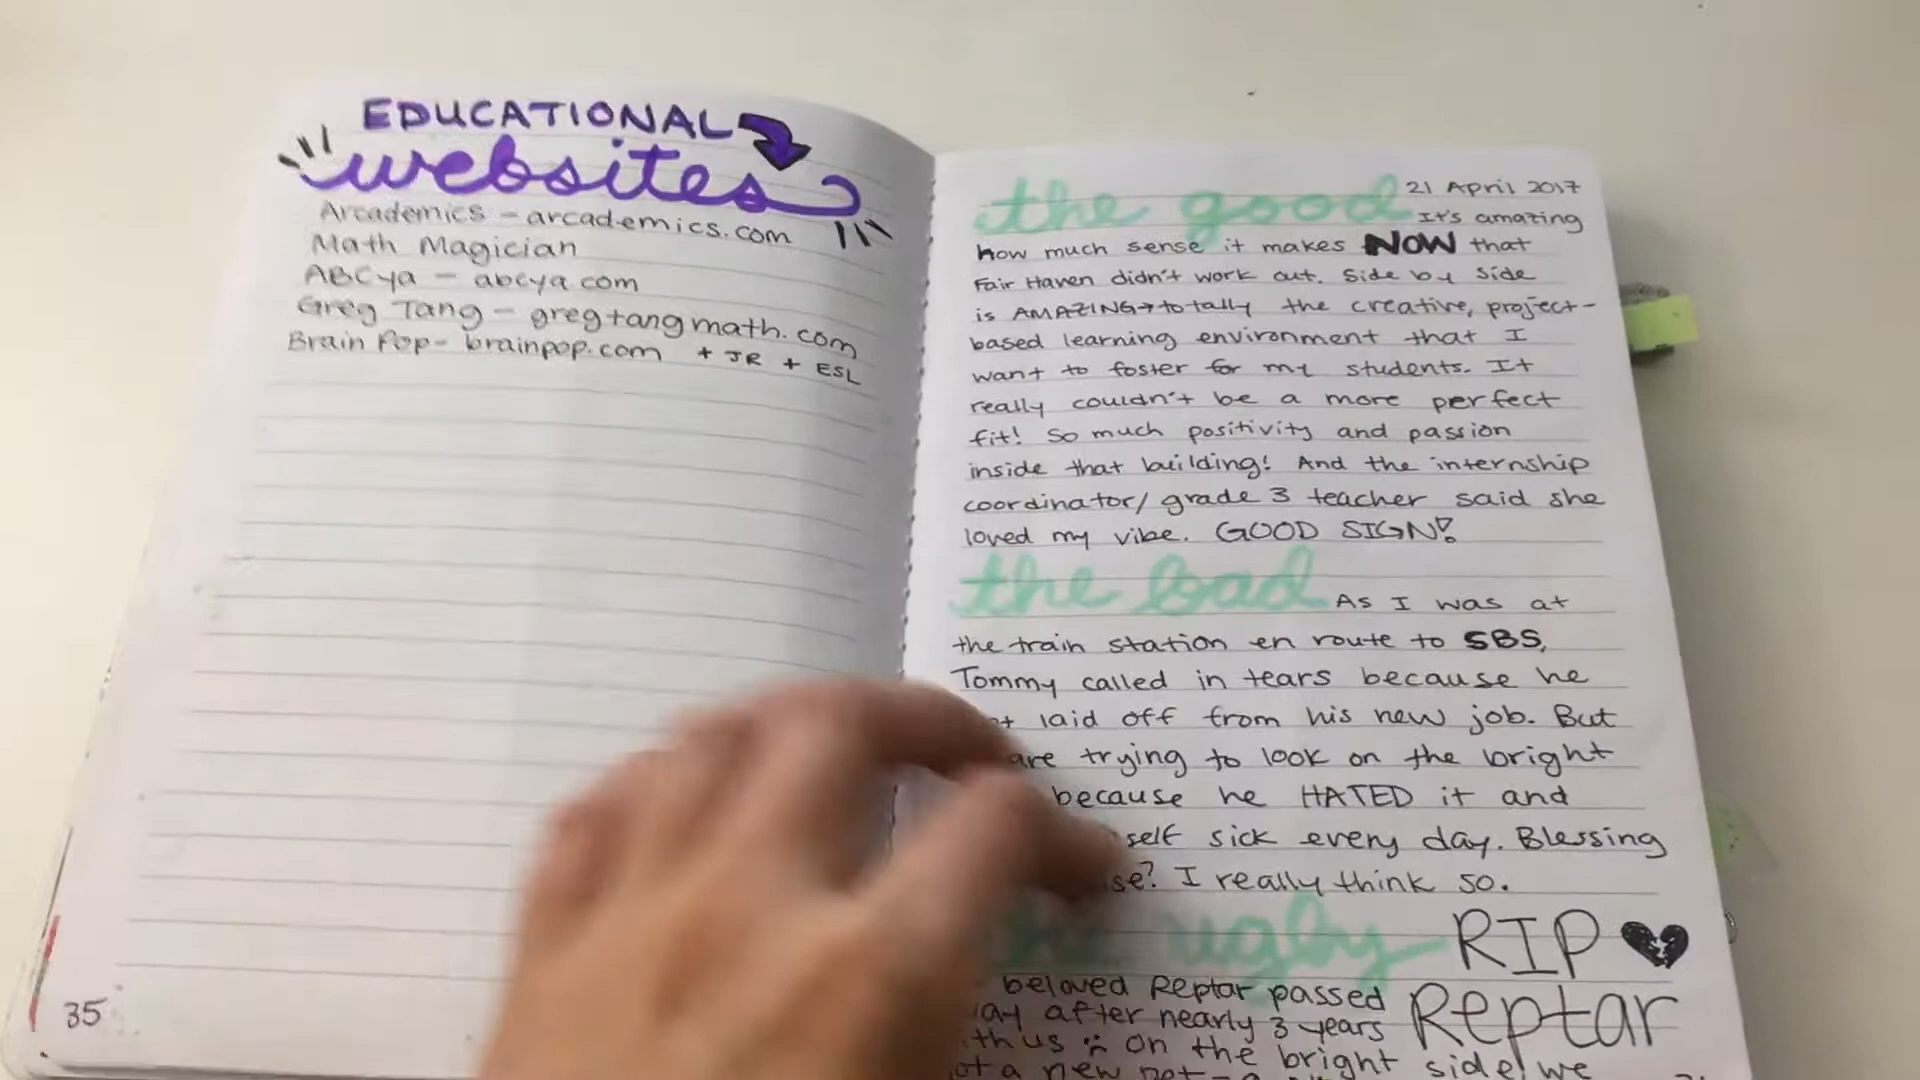 EDUCATIONAL
websites
Arcademics - arcademics.com
Math Magician
ABCya - abcya.com
Greg Tang - gregtangmath.com
Brain Pop - brainpop.com + JR + ESL
35
the good 21 April 2017
It's amazing
how much sense it makes NOW that
Fair Haven didn't work out. Side by Side
is AMAZING→totally the creative, project-
based learning environment that I
want to foster for my students. It
really couldn't be a more perfect
fit! So much positivity and passion
inside that building! And the internship
coordinator/grade 3 teacher said she
loved my vibe. GOOD SIGN!
the bad As I was at
the train station en route to SBS,
Tommy called in tears because he
laid off from his new job. But
are trying to look on the bright
because he HATED it and
self sick every day. Blessing
? I really think so.
ugly RIP
beloved Reptar passed
after nearly 3 years
us :( On the bright side, we
a new pet -
Reptar